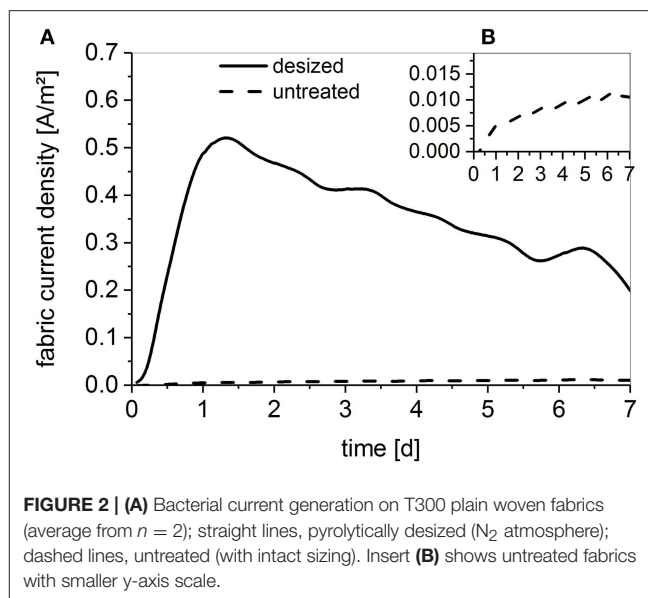 A
B
0.7
0.6
0.5
0.4
0.3
0.2
0.1
0.0
fabric current density [A/m²]
desized
untreated
0.015
0.010
0.005
0.000
0 1 2 3 4 5 6 7
0 1 2 3 4 5 6 7
time [d]
FIGURE 2 | (A) Bacterial current generation on T300 plain woven fabrics
(average from n = 2); straight lines, pyrolytically desized (N₂ atmosphere);
dashed lines, untreated (with intact sizing). Insert (B) shows untreated fabrics
with smaller y-axis scale.